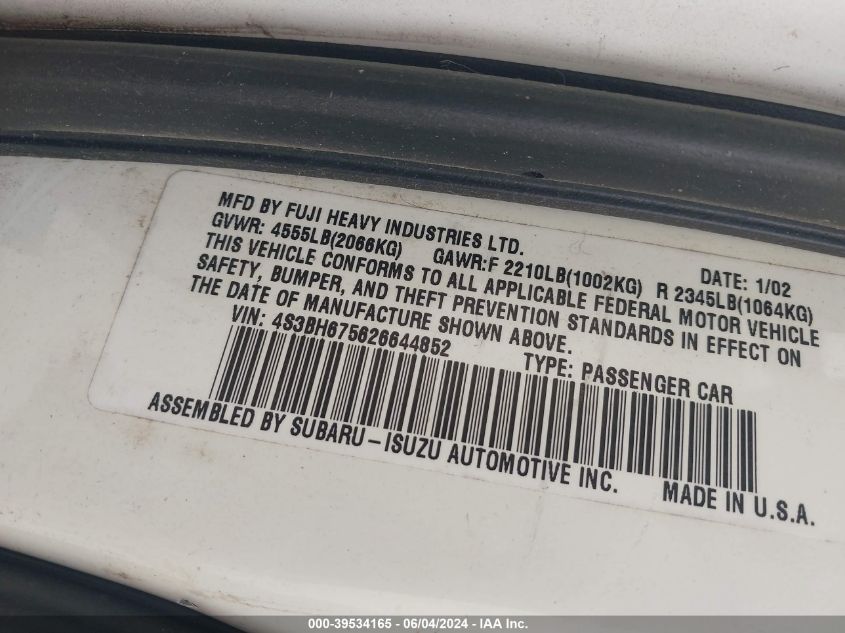 MFD BY FUJI HEAVY INDUSTRIES LTD. DATE: 1/02
GVWR: 4555LB(2066KG) GAWR:F 2210LB(1002KG) R 2345LB(1064KG)
THIS VEHICLE CONFORMS TO ALL APPLICABLE FEDERAL MOTOR VEHICLE
SAFETY, BUMPER, AND THEFT PREVENTION STANDARDS IN EFFECT ON
THE DATE OF MANUFACTURE SHOWN ABOVE.
VIN: 4S3BH675626644852 TYPE: PASSENGER CAR
ASSEMBLED BY SUBARU-ISUZU AUTOMOTIVE INC. MADE IN U.S.A.
000-39534165 - 06/04/2024 - IAA Inc.